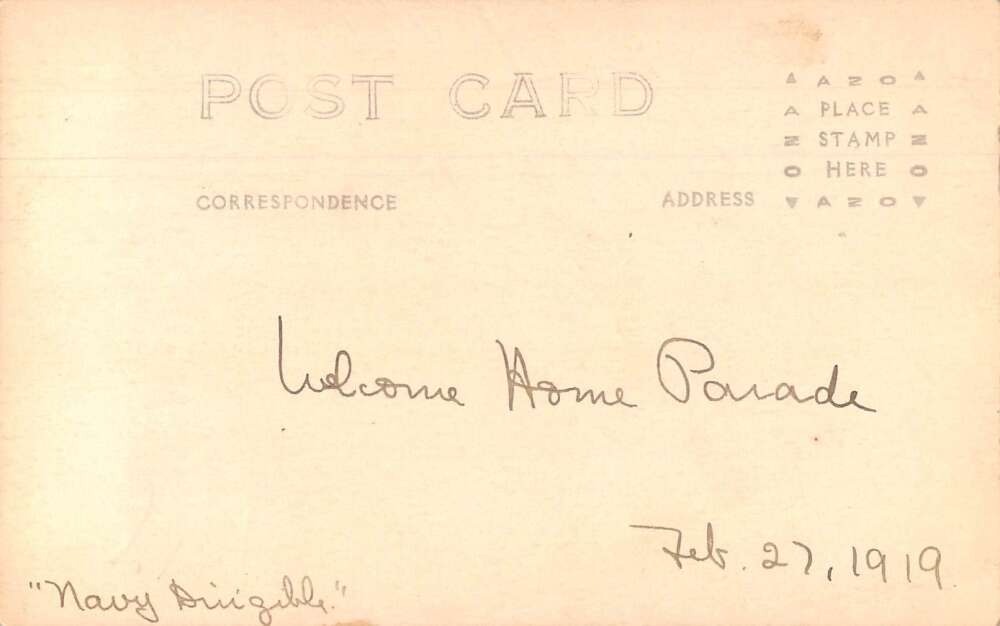 POST CARD
▲ AZO ▲
A PLACE A
Z STAMP Z
O HERE O
▼ AZO ▼
CORRESPONDENCE
ADDRESS
Welcome Home Parade
Feb. 27, 1919.
"Navy Dirigible."